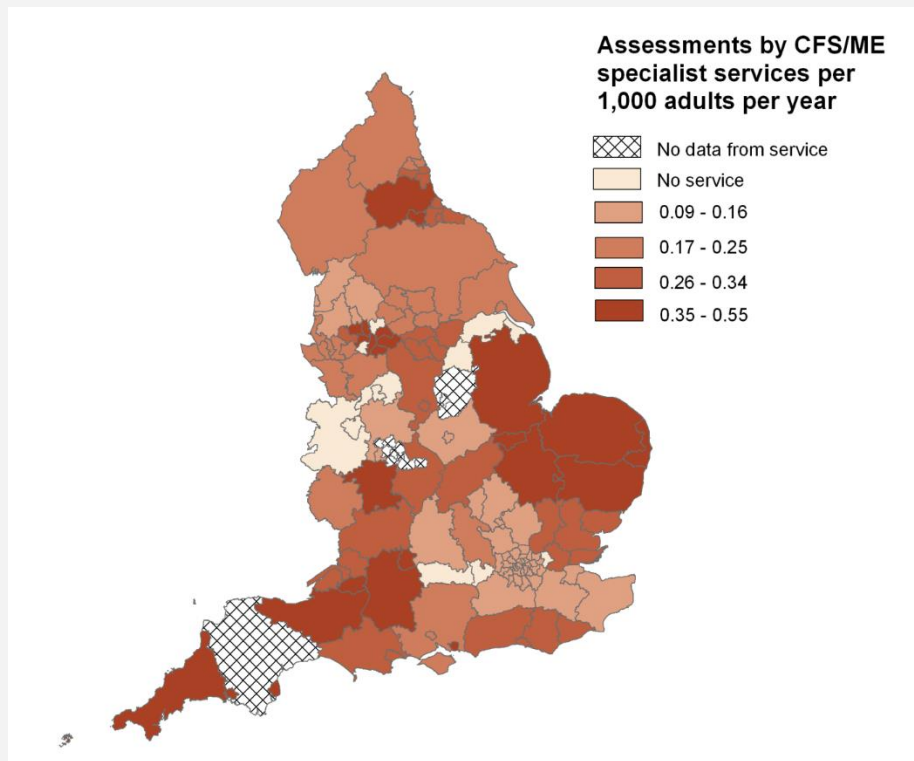 Assessments by CFS/ME
specialist services per
1,000 adults per year
No data from service
No service
0.09 - 0.16
0.17 - 0.25
0.26 - 0.34
0.35 - 0.55